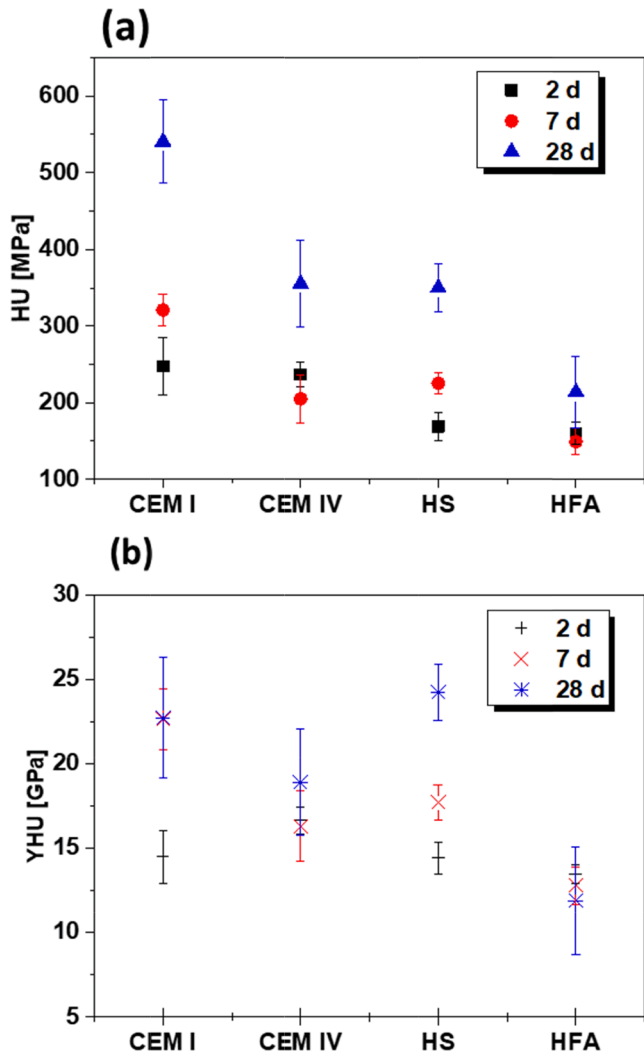 (a)
HU [MPa]
600
500
400
300
200
100
2 d
7 d
28 d
CEM I
CEM IV
HS
HFA
(b)
YHU [GPa]
30
25
20
15
10
5
2 d
7 d
28 d
CEM I
CEM IV
HS
HFA